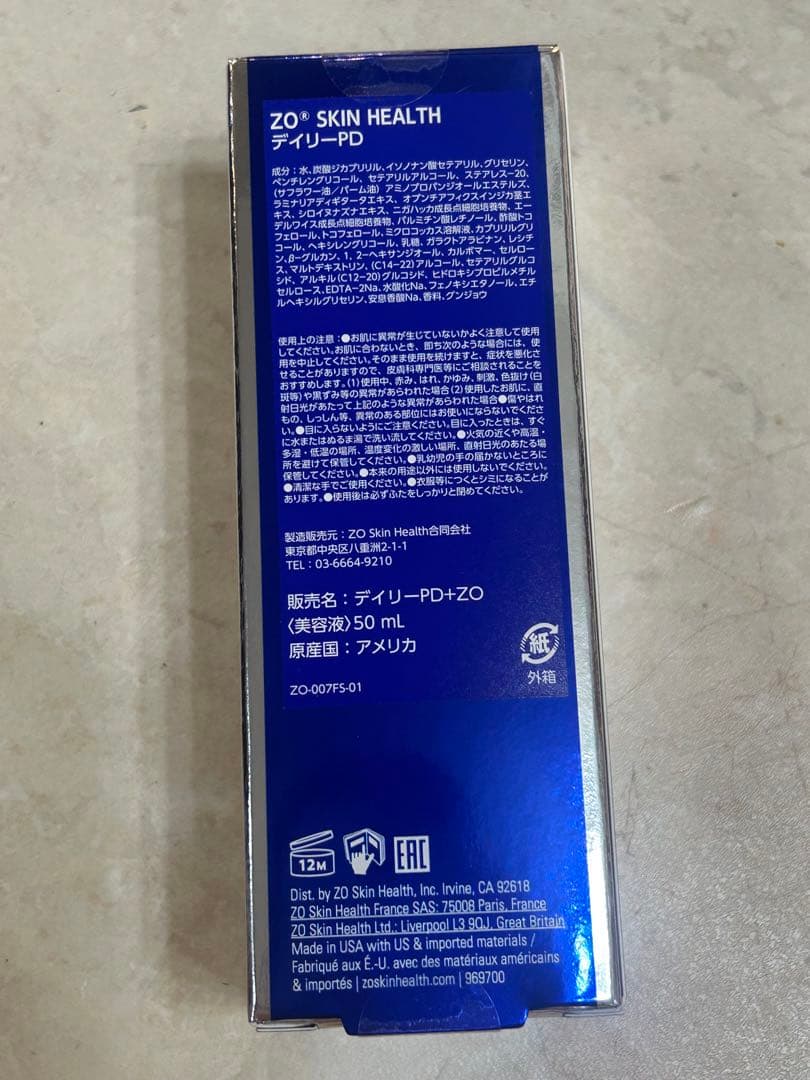 ZO® SKIN HEALTH
デイリーPD
成分：水、炭酸ジカプリリル、イソノナン酸セテアリル、グリセリン、
ペンチレングリコール、セテアリルアルコール、ステアレス-20、
(サフラワー油／パーム油) アミノプロパンジオールエステルズ、
ラミナリアディギタータエキス、オプンチアフィクスインジカ茎エ
キス、シロイヌナズナエキス、ニガハッカ成長点細胞培養物、エー
デルワイス成長点細胞培養物、パルミチン酸レチノール、酢酸トコ
フェロール、トコフェロール、ミクロコッカス溶解液、カプリリルグリ
コール、ヘキシレングリコール、乳糖、ガラクトアラビナン、レシチ
ン、β-グルカン、1, 2-ヘキサンジオール、カルボマー、セルロー
ス、マルトデキストリン、(C14-22)アルコール、セテアリルグルコ
シド、アルキル(C12-20)グルコシド、ヒドロキシプロピルメチル
セルロース、EDTA-2Na、水酸化Na、フェノキシエタノール、エチ
ルヘキシルグリセリン、安息香酸Na、香料、グンジョウ
使用上の注意：●お肌に異常が生じていないかよく注意して使用
してください。お肌に合わないとき、即ち次のような場合には、使
用を中止してください。そのまま使用を続けますと、症状を悪化さ
せることがありますので、皮膚科専門医等にご相談されることを
おすすめします。(1)使用中、赤み、はれ、かゆみ、刺激、色抜け(白
斑等)や黒ずみ等の異常があらわれた場合(2)使用したお肌に、直
射日光があたって上記のような異常があらわれた場合●傷やはれ
もの、しっしん等、異常のある部位にはお使いにならないでくださ
い。●目に入らないようにご注意ください。目に入ったときは、すぐ
に水またはぬるま湯で洗い流してください。●火気の近くや高温・
多湿・低温の場所、温度変化の激しい場所、直射日光のあたる場
所を避けて保管してください。●乳幼児の手の届かないところに
保管してください。●本来の用途以外には使用しないでください。
●清潔な手でご使用ください。●衣服等につくとシミになることが
あります。●使用後は必ずふたをしっかりと閉めてください。
製造販売元：ZO Skin Health合同会社
東京都中央区八重洲2-1-1
TEL：03-6664-9210
販売名：デイリーPD+ZO
〈美容液〉50 mL
原産国：アメリカ
紙
外箱
ZO-007FS-01
12M
EAC
Dist. by ZO Skin Health, Inc. Irvine, CA 92618
ZO Skin Health France SAS: 75008 Paris, France
ZO Skin Health Ltd.: Liverpool L3 9QJ, Great Britain
Made in USA with US & imported materials /
Fabriqué aux É.-U. avec des matériaux américains
& importés | zoskinhealth.com | 969700